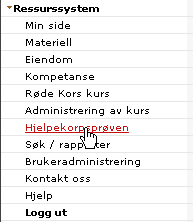 Ressurssystem
Min side
Materiell
Eiendom
Kompetanse
Røde Kors kurs
Administrering av kurs
Hjelpekorpsprøven
Søk / rapporter
Brukeradministrering
Kontakt oss
Hjelp
Logg ut